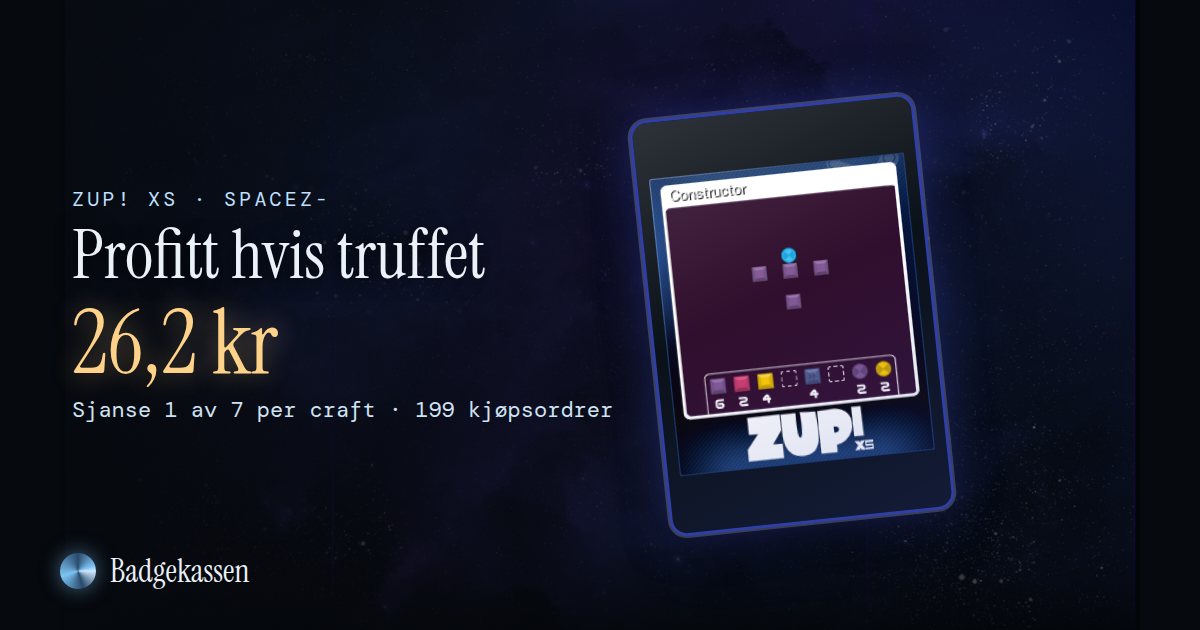 ZUP! XS · SPACEZ-
Profitt hvis truffet
26,2 kr
Sjanse 1 av 7 per craft · 199 kjøpsordrer
Badgekassen
Constructor
6 2 4 4 2 2
ZUP!
XS